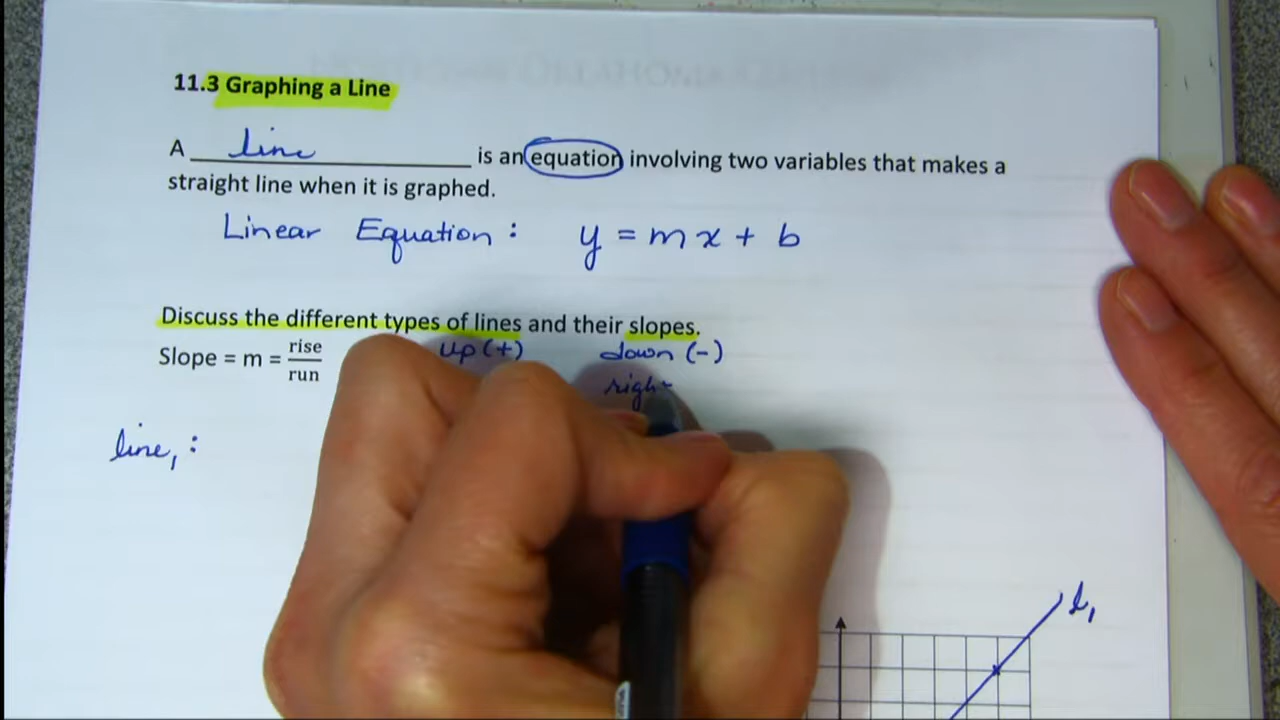 11.3 Graphing a Line
A line is an equation involving two variables that makes a
straight line when it is graphed.
Linear Equation: y = mx + b
Discuss the different types of lines and their slopes.
Slope = m = rise/run up (+) down (-)
line₁:
l₁